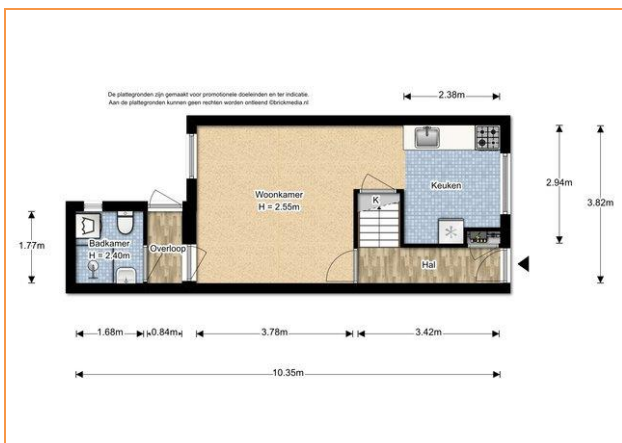 De plattegronden zijn gemaakt voor promotionele doeleinden en ter indicatie.
Aan de plattegronden kunnen geen rechten worden ontleend ©brickmedia.nl
2.38m
Woonkamer
H = 2.55m
Keuken
2.94m
3.82m
K
1.77m
Badkamer
H = 2.40m
Overloop
Hal
1.68m
0.84m
3.78m
3.42m
10.35m